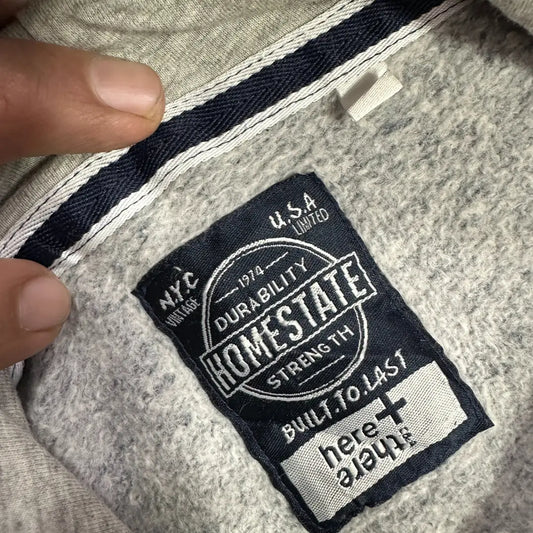 N.Y.C
VINTAGE
U.S.A
LIMITED
1974
DURABILITY
HOMESTATE
STRENGTH
BUILT.TO.LAST
here+
there